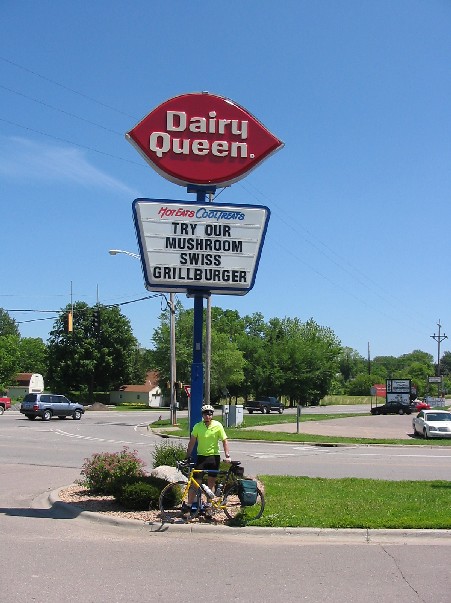 Dairy
Queen.
HOT EATS COOL TREATS
TRY OUR
MUSHROOM
SWISS
GRILLBURGER